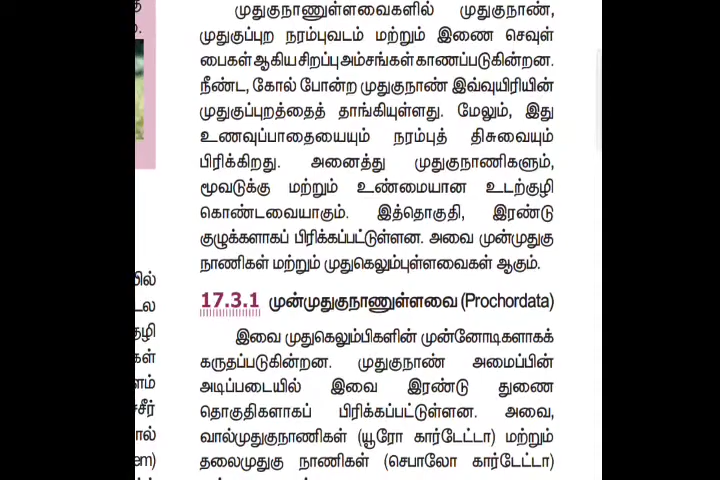 முதுகுநாணுள்ளவைகளில் முதுகுநாண்,
முதுகுப்புற நரம்புவடம் மற்றும் இணை செவுள்
பைகள் ஆகிய சிறப்பு அம்சங்கள் காணப்படுகின்றன.
நீண்ட, கோல் போன்ற முதுகுநாண் இவ்வுயிரியின்
முதுகுப்புறத்தைத் தாங்கியுள்ளது. மேலும், இது
உணவுப்பாதையையும் நரம்புத் திசுவையும்
பிரிக்கிறது. அனைத்து முதுகுநாணிகளும்,
மூவடுக்கு மற்றும் உண்மையான உடற்குழி
கொண்டவையாகும். இத்தொகுதி, இரண்டு
குழுக்களாகப் பிரிக்கப்பட்டுள்ளன. அவை முன்முதுகு
நாணிகள் மற்றும் முதுகெலும்புள்ளவைகள் ஆகும்.
17.3.1 முன்முதுகுநாணுள்ளவை (Prochordata)
இவை முதுகெலும்பிகளின் முன்னோடிகளாகக்
கருதப்படுகின்றன. முதுகுநாண் அமைப்பின்
அடிப்படையில் இவை இரண்டு துணை
தொகுதிகளாகப் பிரிக்கப்பட்டுள்ளன. அவை,
வால்முதுகுநாணிகள் (யூரோ கார்டேட்டா) மற்றும்
தலைமுதுகு நாணிகள் (செபாலோ கார்டேட்டா)